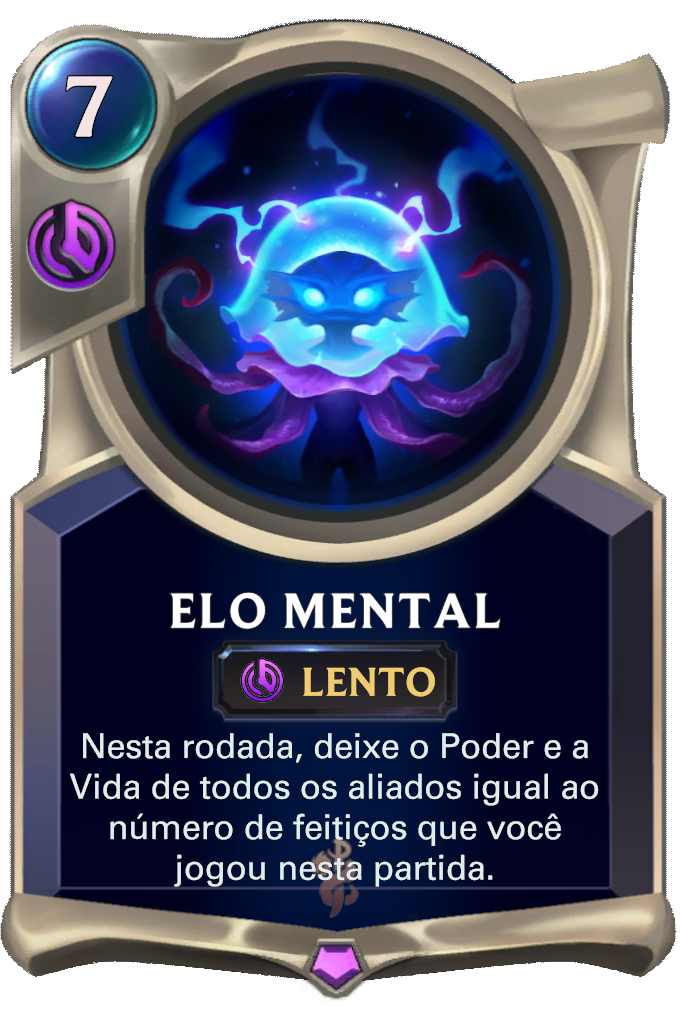 7
ELO MENTAL
LENTO
Nesta rodada, deixe o Poder e a
Vida de todos os aliados igual ao
número de feitiços que você
jogou nesta partida.